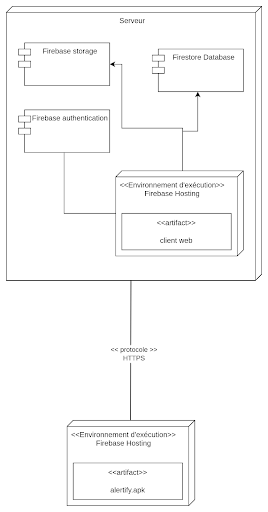 Serveur
Firebase storage
Firestore Database
Firebase authentication
<<Environnement d'exécution>>
Firebase Hosting
<<artifact>>
client web
<< protocole >>
HTTPS
<<Environnement d'exécution>>
Firebase Hosting
<<artifact>>
alertify.apk